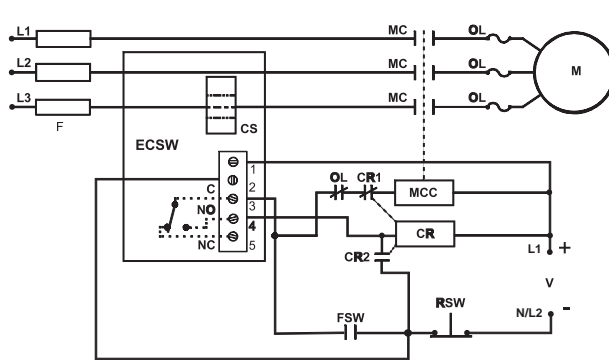 L1
MC
OL
L2
MC
OL
M
L3
MC
OL
F
CS
ECSW
1
C
2
OL
CR1
MCC
NO
3
4
CR
NC
5
CR2
L1
+
V
FSW
RSW
N/L2
-